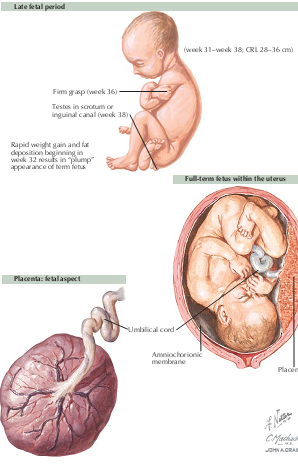 Late fetal period
(week 31–week 38; CRL 28–36 cm)
Firm grasp (week 36)
Testes in scrotum or
inguinal canal (week 38)
Rapid weight gain and fat
deposition beginning in
week 32 results in "plump"
appearance of term fetus
Full-term fetus within the uterus
Placenta: fetal aspect
Umbilical cord
Amniochorionic
membrane
Placen
JOHN A.CRAIG